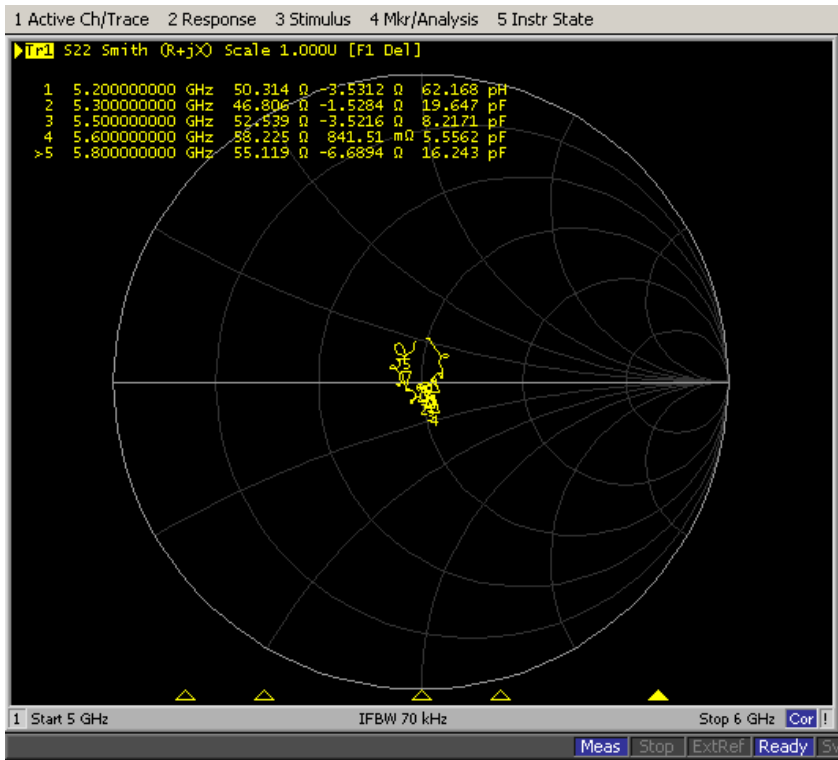 1 Active Ch/Trace 2 Response 3 Stimulus 4 Mkr/Analysis 5 Instr State
Tr1 S22 Smith (R+jX) Scale 1.000U [F1 Del]
1 5.200000000 GHz 50.314 Ω -3.5312 Ω 62.168 pH
2 5.300000000 GHz 46.806 Ω -1.5284 Ω 19.647 pF
3 5.500000000 GHz 52.539 Ω -3.5216 Ω 8.2171 pF
4 5.600000000 GHz 58.225 Ω 841.51 mΩ 5.5562 pF
>5 5.800000000 GHz 55.119 Ω -6.6894 Ω 16.243 pF
1 Start 5 GHz IFBW 70 kHz Stop 6 GHz Cor !
Meas Stop ExtRef Ready